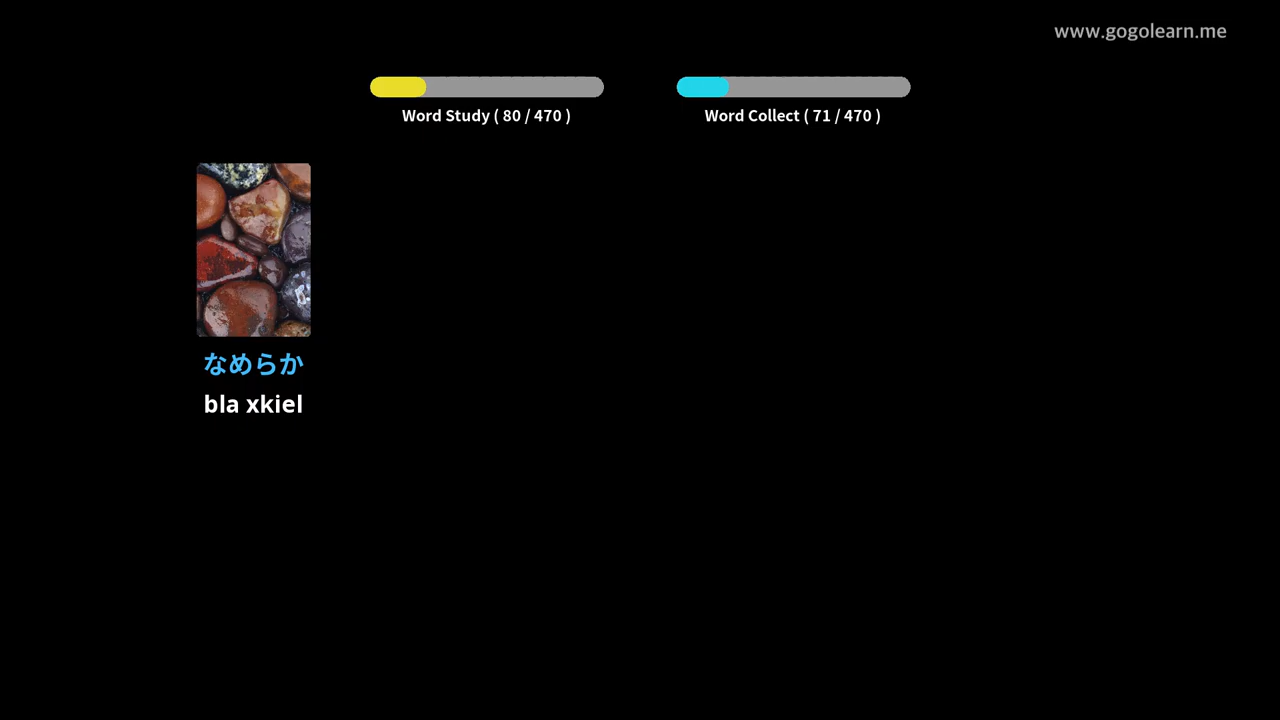 www.gogolearn.me
Word Study ( 80 / 470 )
Word Collect ( 71 / 470 )
なめらか
bla xkiel